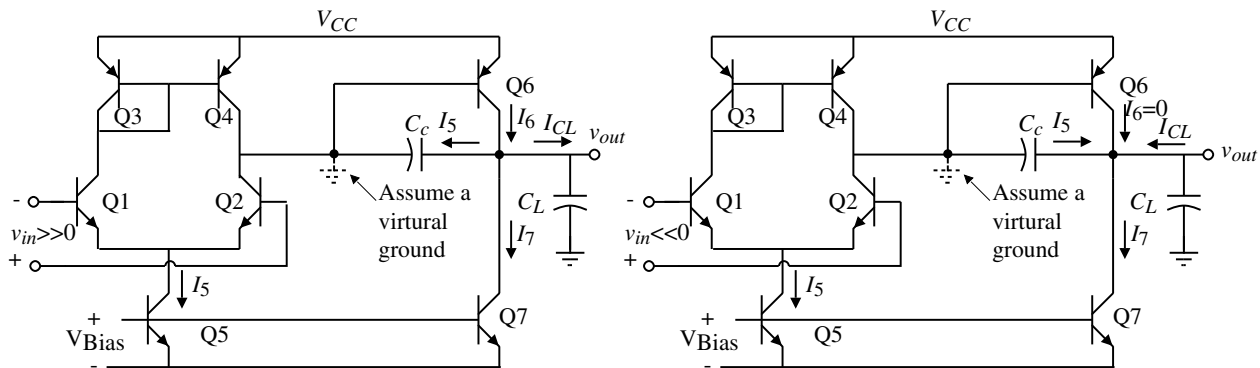 V_CC
Q3
Q4
Q6
C_c
I_5
I_6
I_CL
v_out
-
Q1
Q2
Assume a
virtural
ground
C_L
v_in>>0
+
I_7
I_5
+
V_Bias
-
Q5
Q7
V_CC
Q3
Q4
Q6
C_c
I_5
I_6=0
I_CL
v_out
-
Q1
Q2
Assume a
virtural
ground
C_L
v_in<<0
+
I_7
I_5
+
V_Bias
-
Q5
Q7